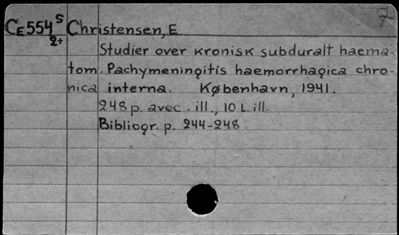 7
CE554 S Christensen, E
2+
Studier over kronisk subduralt haema-
tom. Pachymeningitis haemorrhagica chro-
nica interna. København, 1941.
248 p. avec. ill., 10 L. ill.
Bibliogr. p. 244-248.